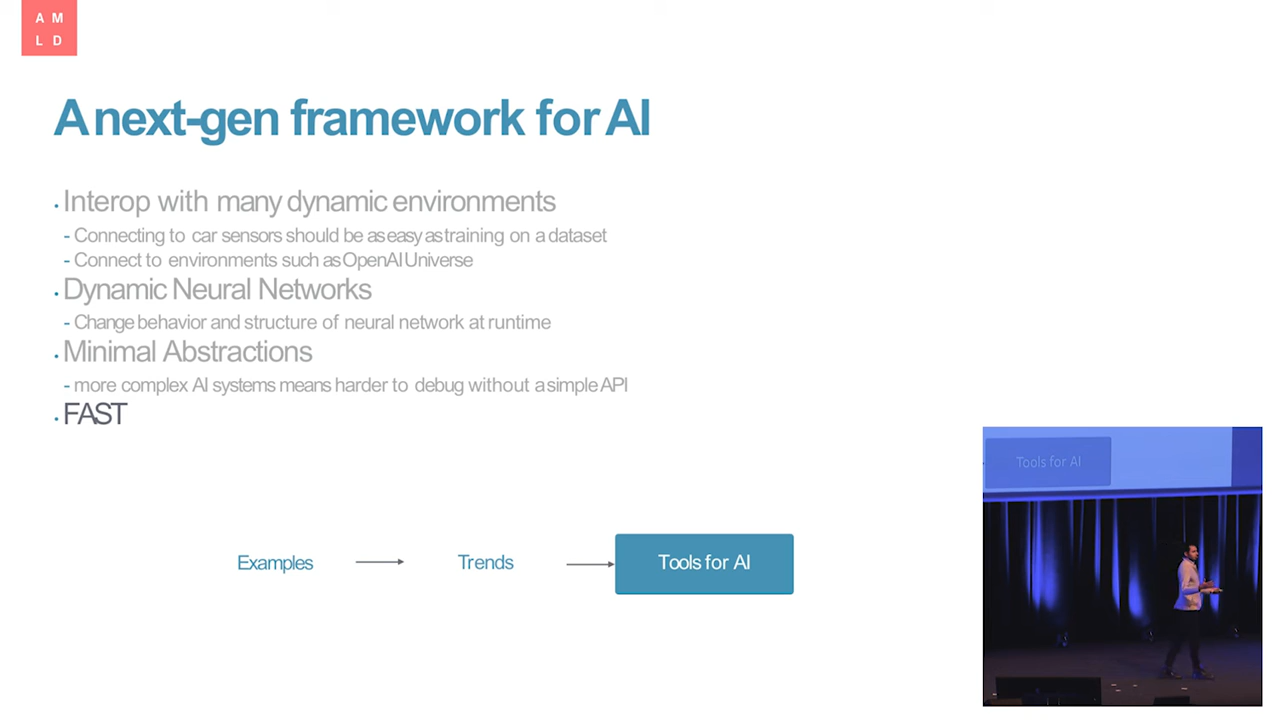 A M
L D
A next-gen framework for AI
• Interop with many dynamic environments
- Connecting to car sensors should be as easy as training on a dataset
- Connect to environments such as OpenAI Universe
• Dynamic Neural Networks
- Change behavior and structure of neural network at runtime
• Minimal Abstractions
- more complex AI systems means harder to debug without a simple API
• FAST
Tools for AI
Examples
Trends
Tools for AI